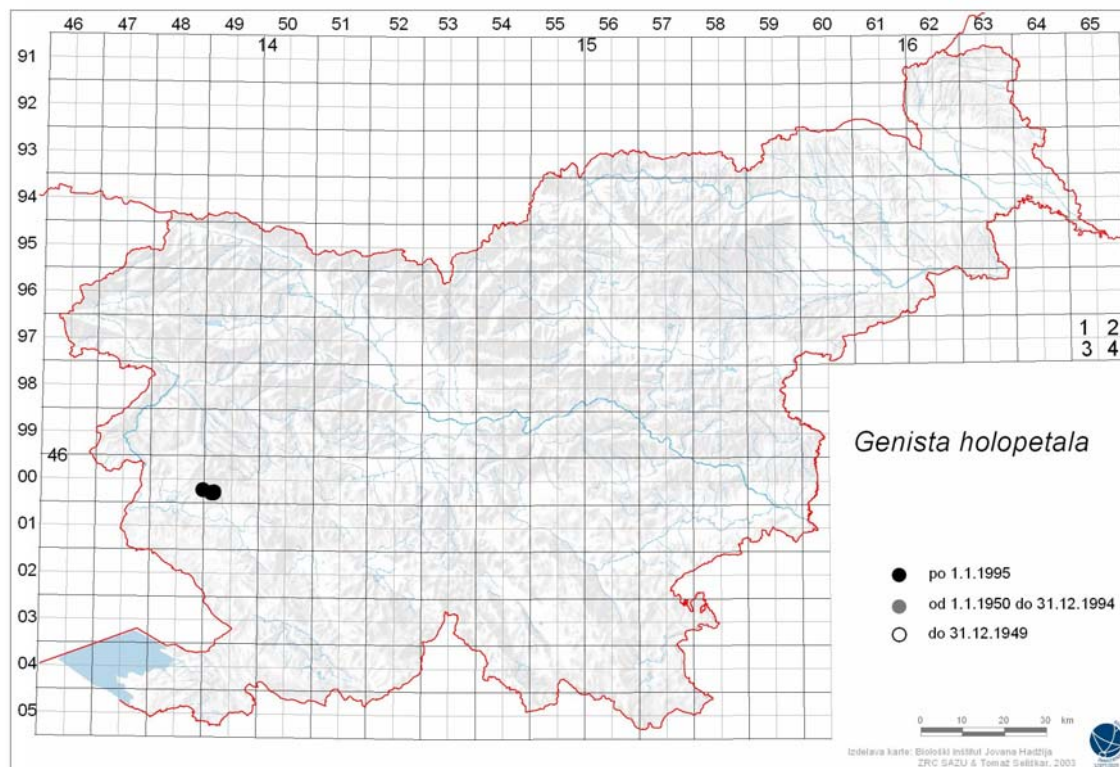 46 47 48 49 50 51 52 53 54 55 56 57 58 59 60 61 62 63 64 65
14 15 16
91
92
93
94
95
96
97
1 2
3 4
98
99
46
Genista holopetala
00
01
02
po 1.1.1995
od 1.1.1950 do 31.12.1994
03
do 31.12.1949
04
05
0 10 20 30 km
Izdelava karte: Biološki inštitut Jovana Hadžija
ZRC SAZU & Tomaž Seliškar, 2003